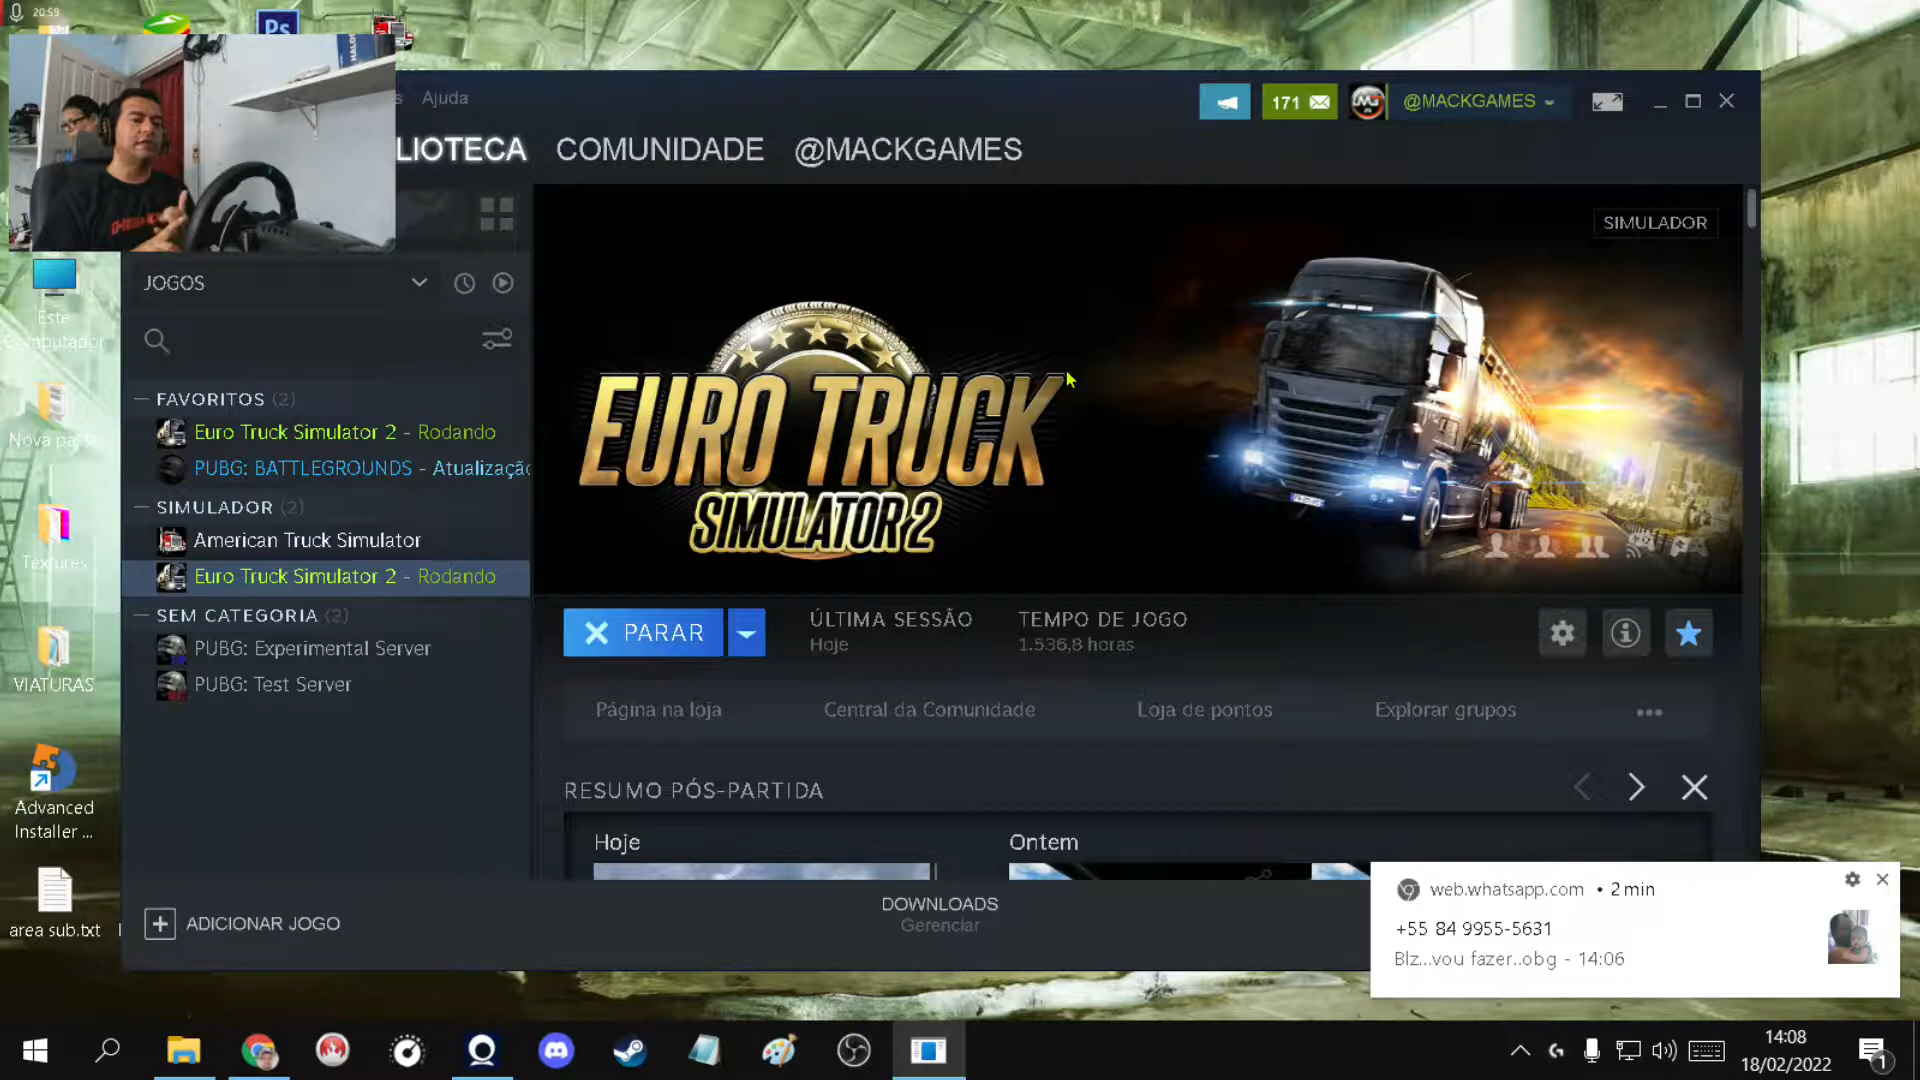 20:59
Ps
Ajuda
171
@MACKGAMES
LIOTECA
COMUNIDADE
@MACKGAMES
SIMULADOR
JOGOS
FAVORITOS (2)
Euro Truck Simulator 2 - Rodando
PUBG: BATTLEGROUNDS - Atualização
SIMULADOR (2)
American Truck Simulator
Euro Truck Simulator 2 - Rodando
SEM CATEGORIA (2)
PUBG: Experimental Server
PUBG: Test Server
EURO TRUCK
SIMULATOR 2
PARAR
ÚLTIMA SESSÃO
Hoje
TEMPO DE JOGO
1.536,8 horas
Página na loja
Central da Comunidade
Loja de pontos
Explorar grupos
RESUMO PÓS-PARTIDA
Hoje
Ontem
ADICIONAR JOGO
DOWNLOADS
Gerenciar
Este
Computador
Textures
VIATURAS
Advanced
Installer ...
area sub.txt
web.whatsapp.com • 2 min
+55 84 9955-5631
Blz...vou fazer..obg - 14:06
14:08
18/02/2022
1